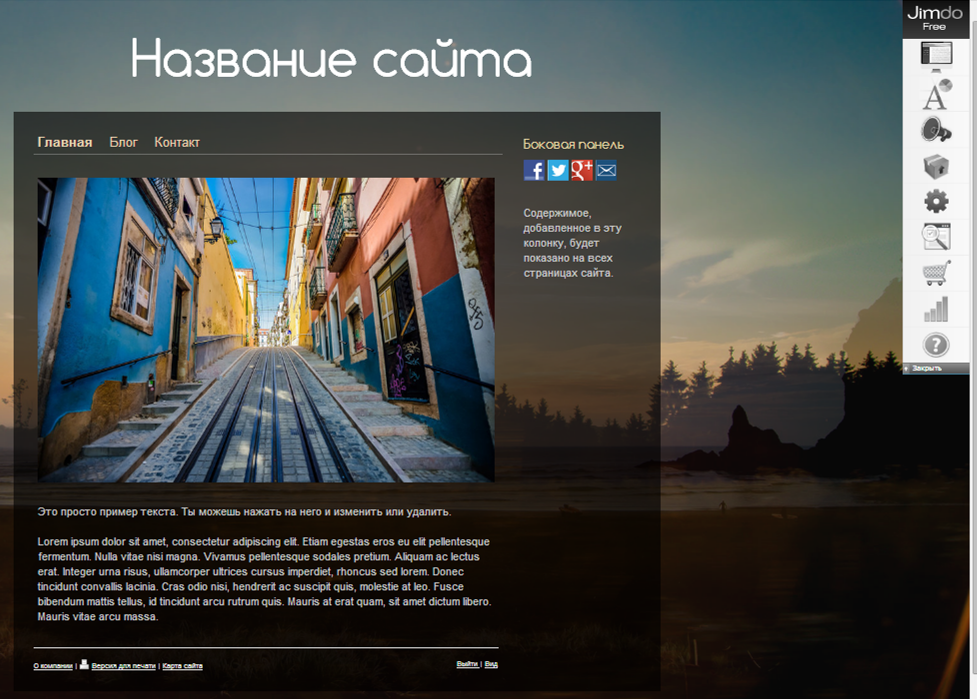 Jimdo
Free
Название сайта
Главная Блог Контакт
Боковая панель
Содержимое,
добавленное в эту
колонку, будет
показано на всех
страницах сайта.
Закрыть
Это просто пример текста. Ты можешь нажать на него и изменить или удалить.
Lorem ipsum dolor sit amet, consectetur adipiscing elit. Etiam egestas eros eu elit pellentesque
fermentum. Nulla vitae nisi magna. Vivamus pellentesque sodales pretium. Aliquam ac lectus
erat. Integer urna risus, ullamcorper ultrices cursus imperdiet, rhoncus sed lorem. Donec
tincidunt convallis lacinia. Cras odio nisi, hendrerit ac suscipit quis, molestie at leo. Fusce
bibendum mattis tellus, id tincidunt arcu rutrum quis. Mauris at erat quam, sit amet dictum libero.
Mauris vitae arcu massa.
О компании | Версия для печати | Карта сайта
Выйти | Вид